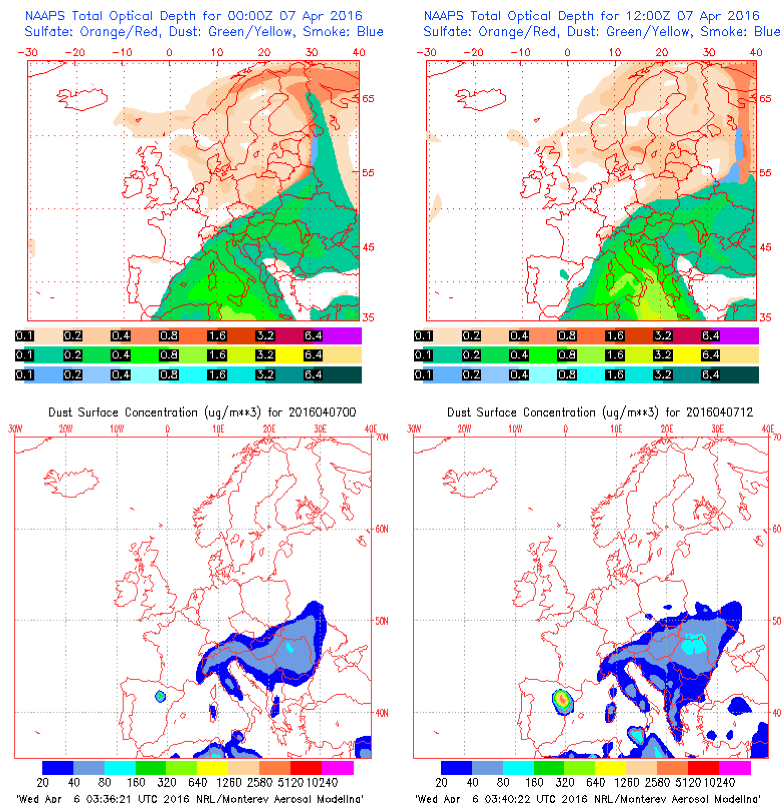 NAAPS Total Optical Depth for 00:00Z 07 Apr 2016
Sulfate: Orange/Red, Dust: Green/Yellow, Smoke: Blue
-30 -20 -10 0 10 20 30 40
65
55
45
35
0.1 0.2 0.4 0.8 1.6 3.2 6.4
0.1 0.2 0.4 0.8 1.6 3.2 6.4
0.1 0.2 0.4 0.8 1.6 3.2 6.4
NAAPS Total Optical Depth for 12:00Z 07 Apr 2016
Sulfate: Orange/Red, Dust: Green/Yellow, Smoke: Blue
-30 -20 -10 0 10 20 30 40
65
55
45
35
0.1 0.2 0.4 0.8 1.6 3.2 6.4
0.1 0.2 0.4 0.8 1.6 3.2 6.4
0.1 0.2 0.4 0.8 1.6 3.2 6.4
Dust Surface Concentration (ug/m**3) for 2016040700
30W 20W 10W 0 10E 20E 30E 40E
70N
60N
50N
40N
20 40 80 160 320 640 1260 2580 5120 10240
'Wed Apr 6 03:36:21 UTC 2016 NRL/Monterey Aerosol Modeling'
Dust Surface Concentration (ug/m**3) for 2016040712
30W 20W 10W 0 10E 20E 30E 40E
70N
60N
50N
40N
20 40 80 160 320 640 1260 2580 5120 10240
'Wed Apr 6 03:40:22 UTC 2016 NRL/Monterey Aerosol Modeling'